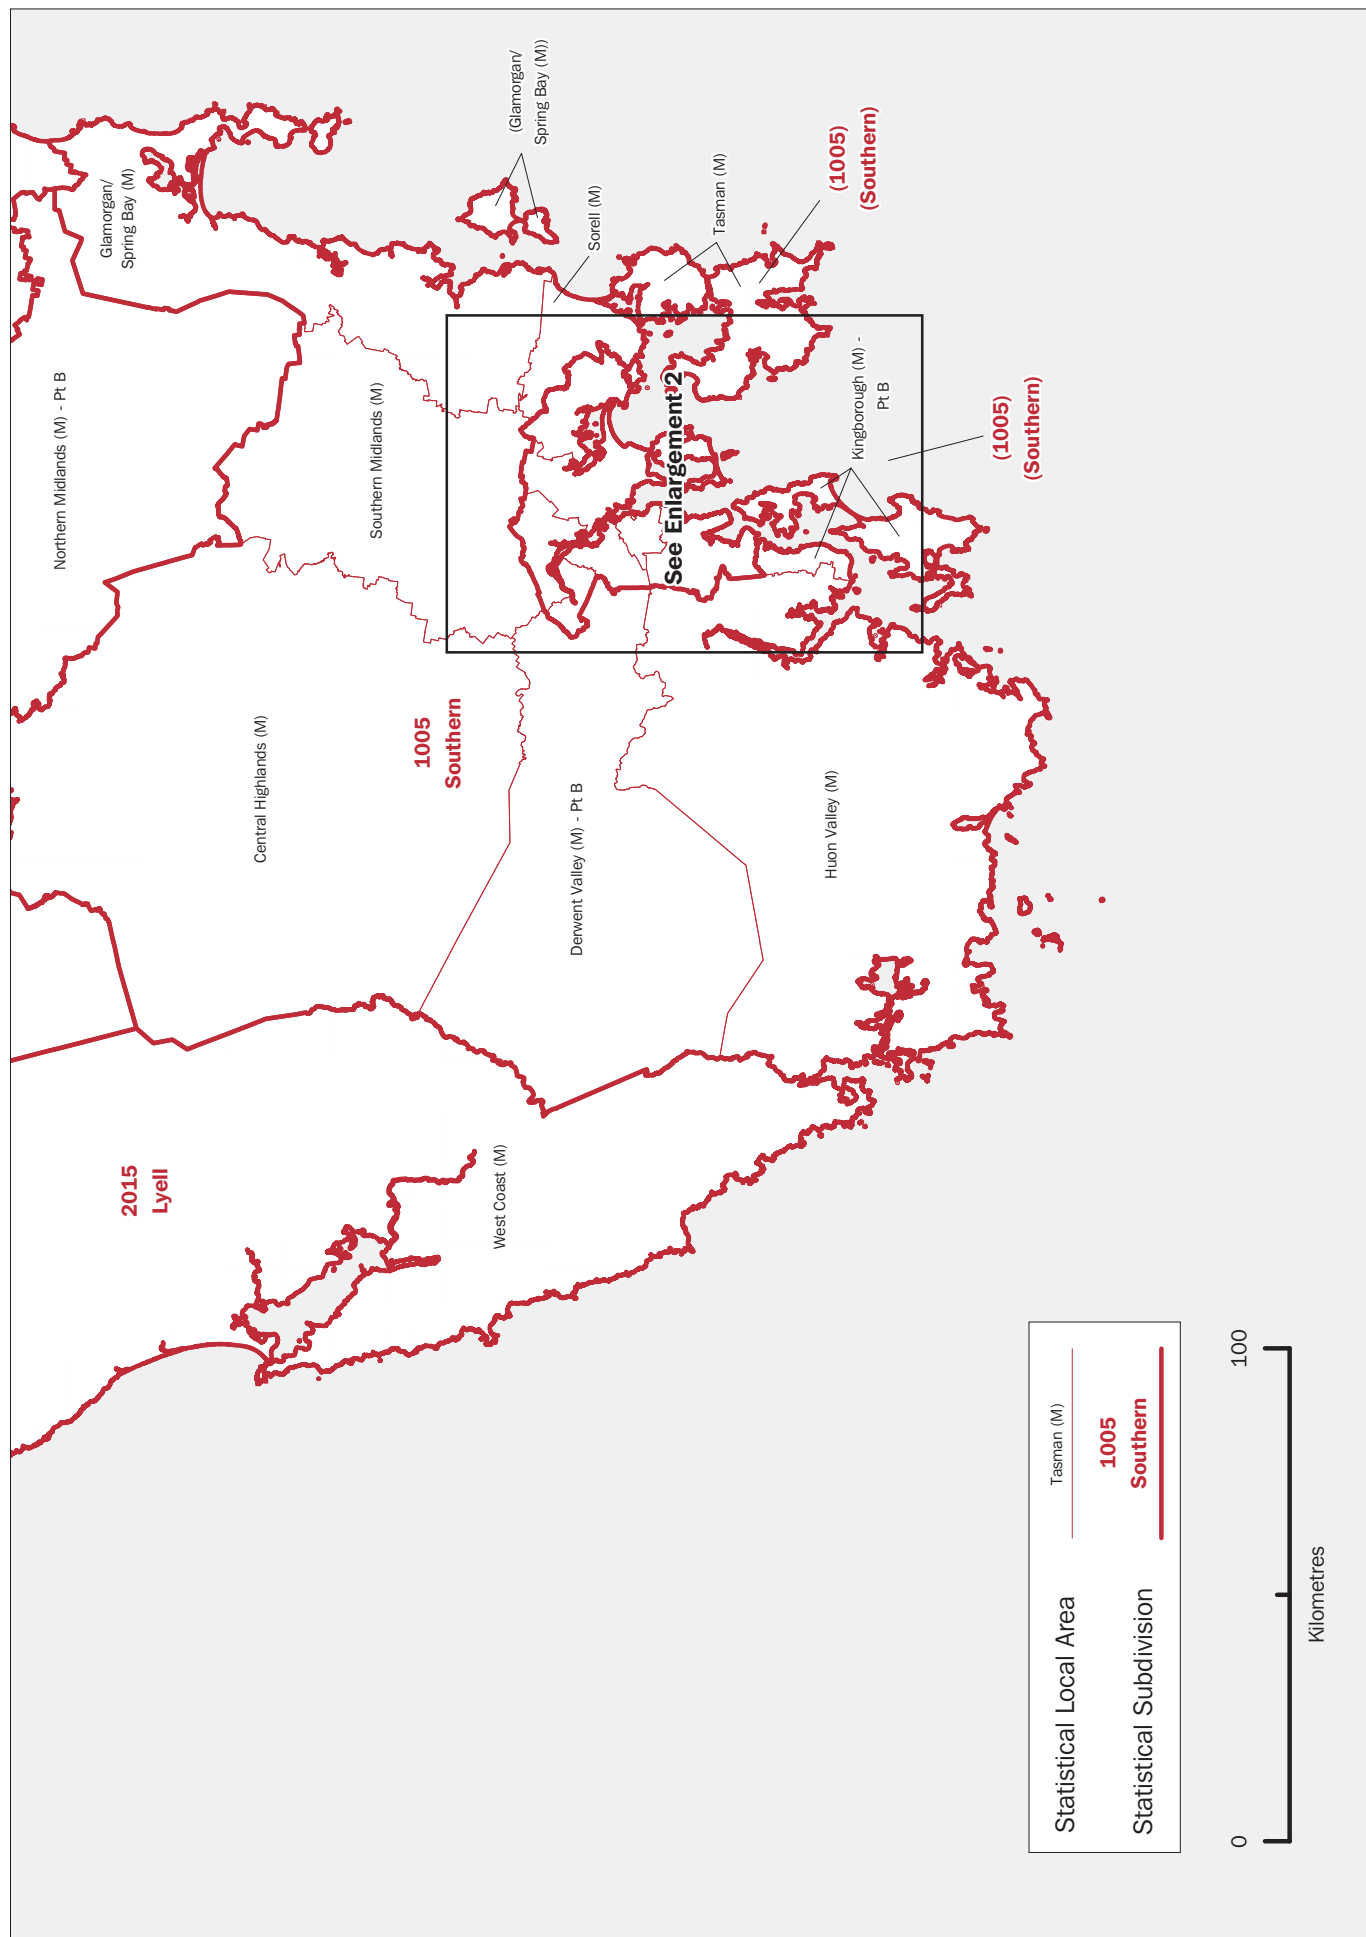 Northern Midlands (M) - Pt B
Glamorgan/
Spring Bay (M)
2015
Lyell
Central Highlands (M)
Southern Midlands (M)
1005
Southern
(Glamorgan/
Spring Bay (M))
West Coast (M)
Derwent Valley (M) - Pt B
Sorell (M)
See Enlargement 2
Tasman (M)
Huon Valley (M)
(1005)
(Southern)
Kingborough (M) -
Pt B
(1005)
(Southern)
Statistical Local Area
Tasman (M)
Statistical Subdivision
1005
Southern
0
100
Kilometres